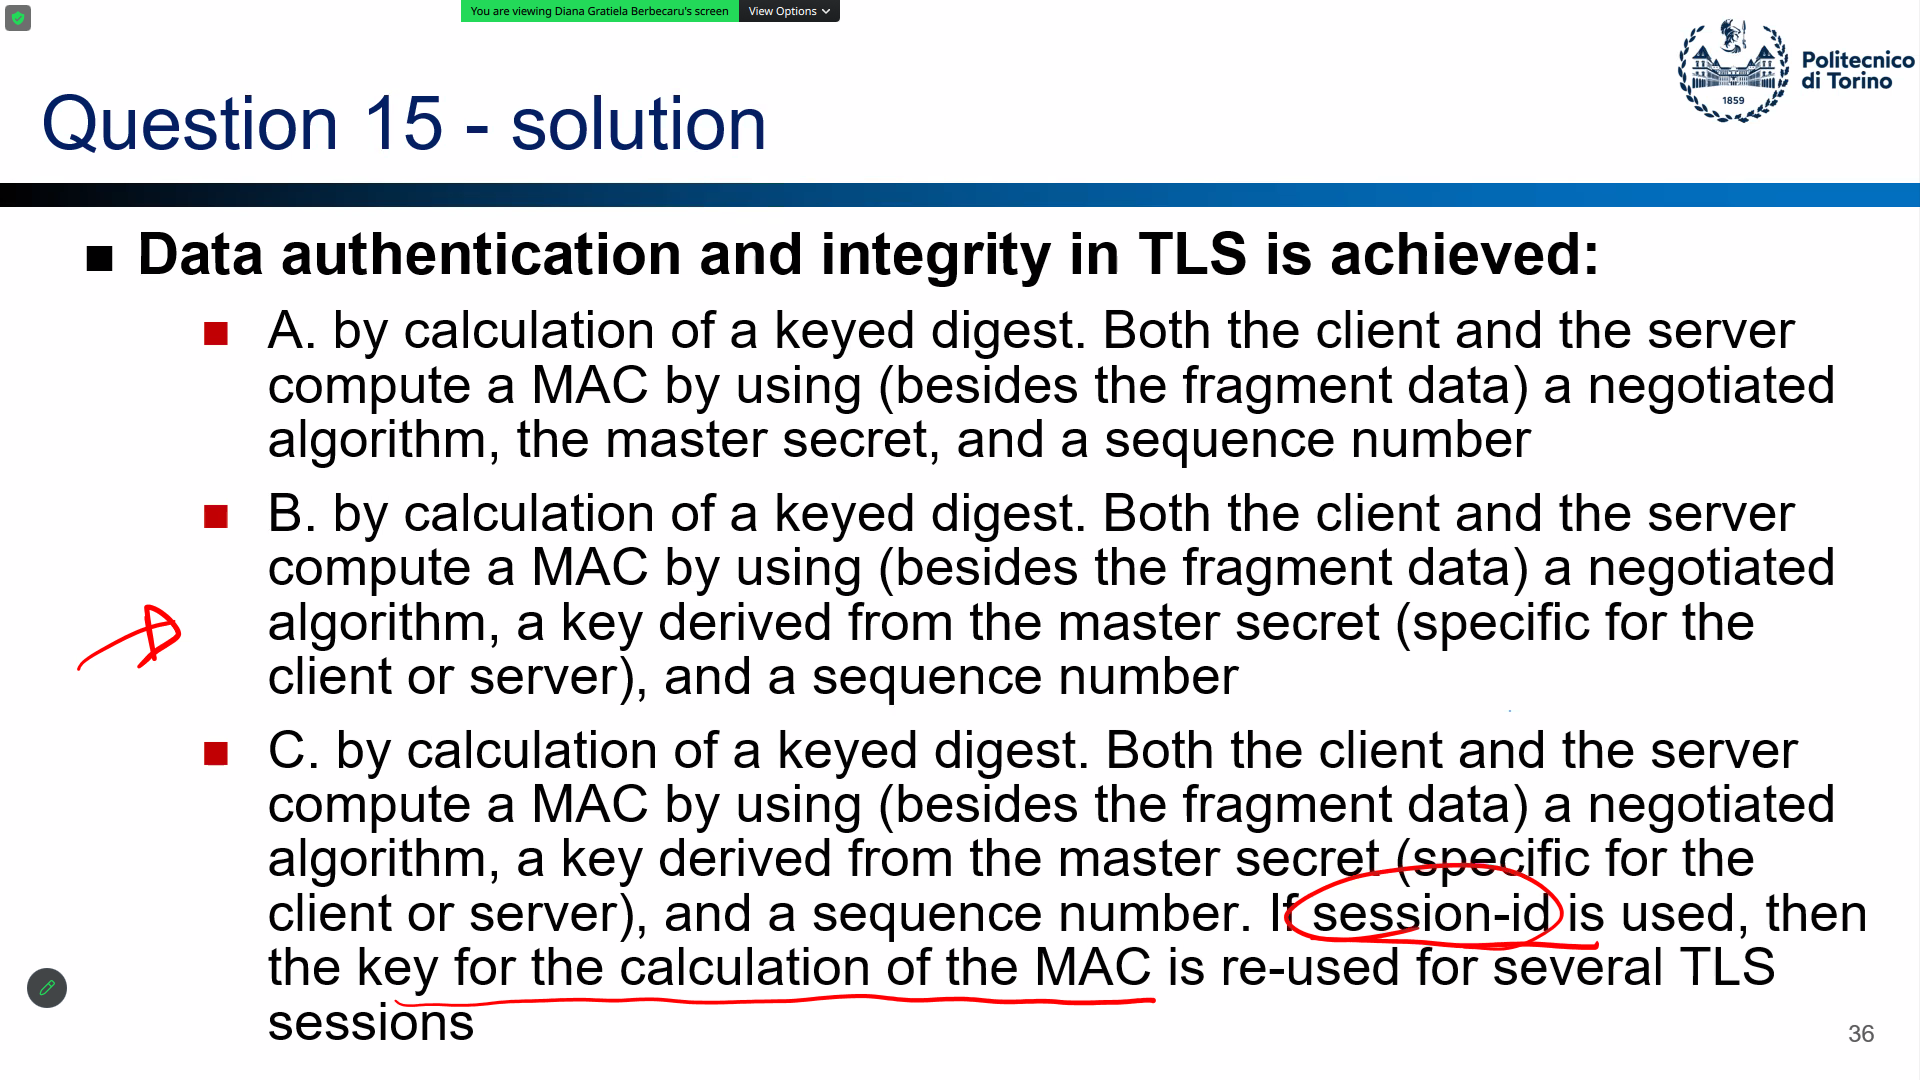 You are viewing Diana Gratiela Berbecaru's screen View Options
Politecnico
di Torino
1859
Question 15 - solution
Data authentication and integrity in TLS is achieved:
A. by calculation of a keyed digest. Both the client and the server
compute a MAC by using (besides the fragment data) a negotiated
algorithm, the master secret, and a sequence number
B. by calculation of a keyed digest. Both the client and the server
compute a MAC by using (besides the fragment data) a negotiated
algorithm, a key derived from the master secret (specific for the
client or server), and a sequence number
C. by calculation of a keyed digest. Both the client and the server
compute a MAC by using (besides the fragment data) a negotiated
algorithm, a key derived from the master secret (specific for the
client or server), and a sequence number. If session-id is used, then
the key for the calculation of the MAC is re-used for several TLS
sessions
36